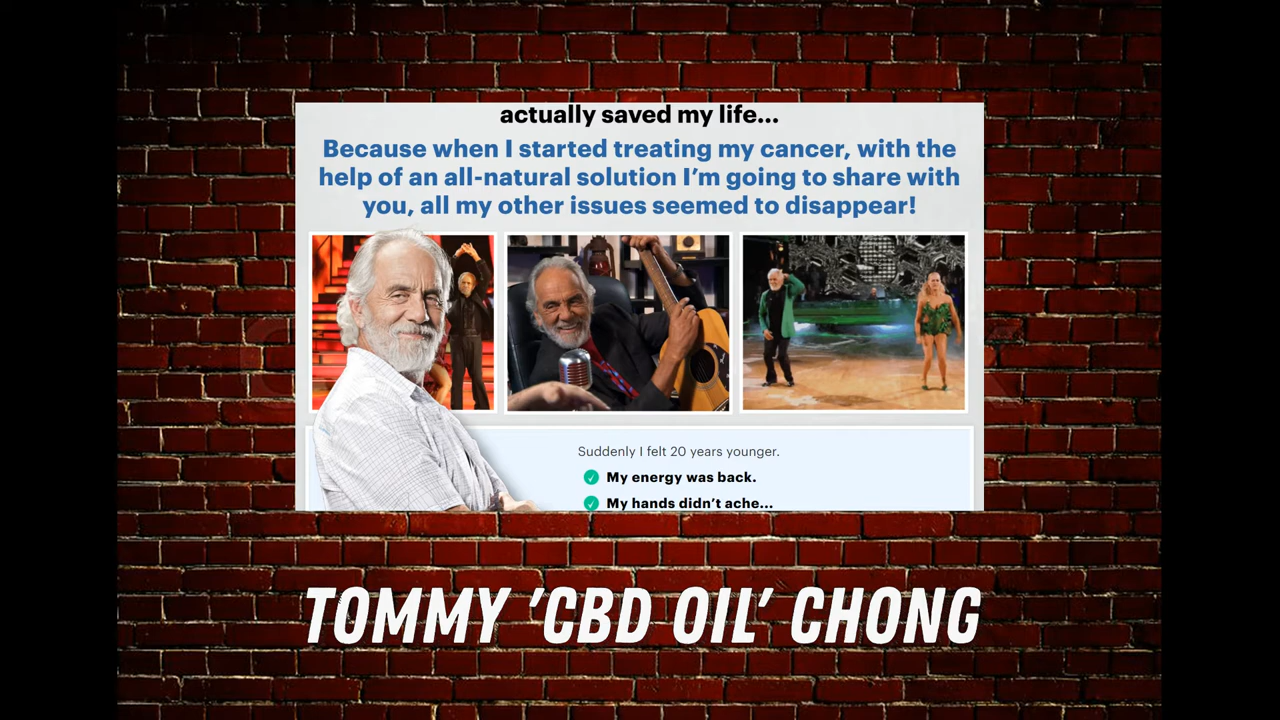 actually saved my life...
Because when I started treating my cancer, with the
help of an all-natural solution I'm going to share with
you, all my other issues seemed to disappear!
Suddenly I felt 20 years younger.
My energy was back.
My hands didn't ache...
TOMMY 'CBD OIL' CHONG